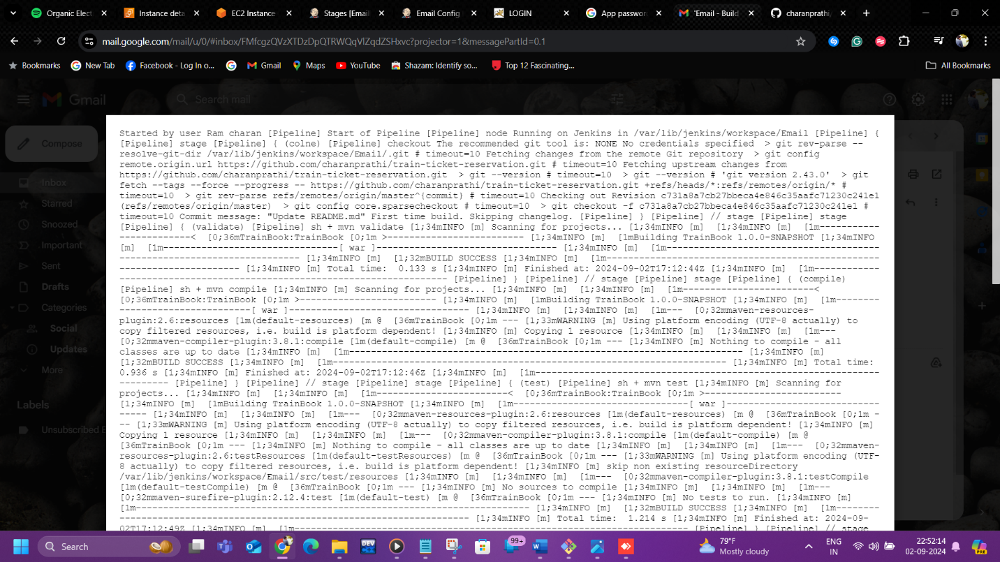 Organic Elect
Instance deta
EC2 Instance
Stages [Email
Email Config
LOGIN
App passwor
'Email - Build
charanprathi/
mail.google.com/mail/u/0/#inbox/FMfcgzQVzXTDzDpQTRWQqVlZqdZSHxvc?projector=1&messagePartId=0.1
Bookmarks
New Tab
Facebook - Log In o...
Gmail
Maps
YouTube
Shazam: Identify so...
Top 12 Fascinating...
All Bookmarks
Gmail
Search mail
Compose
Inbox
Starred
Snoozed
Important
Sent
Drafts
Categories
Social
Updates
More
Labels
Unsubscribed E
Started by user Ram charan [Pipeline] Start of Pipeline [Pipeline] node Running on Jenkins in /var/lib/jenkins/workspace/Email [Pipeline] {
[Pipeline] stage [Pipeline] { (colne) [Pipeline] checkout The recommended git tool is: NONE No credentials specified > git rev-parse --
resolve-git-dir /var/lib/jenkins/workspace/Email/.git # timeout=10 Fetching changes from the remote Git repository > git config
remote.origin.url https://github.com/charanprathi/train-ticket-reservation.git # timeout=10 Fetching upstream changes from
https://github.com/charanprathi/train-ticket-reservation.git > git --version # timeout=10 > git --version # 'git version 2.43.0' > git
fetch --tags --force --progress -- https://github.com/charanprathi/train-ticket-reservation.git +refs/heads/*:refs/remotes/origin/* #
timeout=10 > git rev-parse refs/remotes/origin/master^{commit} # timeout=10 Checking out Revision c731a8a7cb27bbeca4e846c35aafc71230c241e1
(refs/remotes/origin/master) > git config core.sparsecheckout # timeout=10 > git checkout -f c731a8a7cb27bbeca4e846c35aafc71230c241e1 #
timeout=10 Commit message: "Update README.md" First time build. Skipping changelog. [Pipeline] } [Pipeline] // stage [Pipeline] stage
[Pipeline] { (validate) [Pipeline] sh + mvn validate [1;34mINFO [m] Scanning for projects... [1;34mINFO [m] [1;34mINFO [m] [1m--------
---------------< [0;36mTrainBook:TrainBook [0;1m >-------------------------- [1;34mINFO [m] [1mBuilding TrainBook 1.0.0-SNAPSHOT [1;34mINFO
[m] [1m--------------------------------[ war ]--------------------------------- [1;34mINFO [m] [1;34mINFO [m] [1m---------------------------------------
--------------------------------- [1;34mINFO [m] [1;32mBUILD SUCCESS [1;34mINFO [m] [1m--------------------------------------------------
---------------------- [1;34mINFO [m] Total time: 0.133 s [1;34mINFO [m] Finished at: 2024-09-02T17:12:44Z [1;34mINFO [m] [1m------------
------------------------------------------------------------ [Pipeline] } [Pipeline] // stage [Pipeline] stage [Pipeline] { (compile)
[Pipeline] sh + mvn compile [1;34mINFO [m] Scanning for projects... [1;34mINFO [m] [1;34mINFO [m] [1m-----------------------<
[0;36mTrainBook:TrainBook [0;1m >------------------------- [1;34mINFO [m] [1mBuilding TrainBook 1.0.0-SNAPSHOT [1;34mINFO [m] [1m--------
------------------------[ war ]--------------------------------- [1;34mINFO [m] [1;34mINFO [m] [1;34mINFO [m] [1m--- [0;32mmaven-resources-
plugin:2.6:resources [1m(default-resources) [m @ [36mTrainBook [0;1m --- [1;33mWARNING [m] Using platform encoding (UTF-8 actually) to
copy filtered resources, i.e. build is platform dependent! [1;34mINFO [m] Copying 1 resource [1;34mINFO [m] [1;34mINFO [m] [1m---
[0;32mmaven-compiler-plugin:3.8.1:compile [1m(default-compile) [m @ [36mTrainBook [0;1m --- [1;34mINFO [m] Nothing to compile - all
classes are up to date [1;34mINFO [m] [1m------------------------------------------------------------------------ [1;34mINFO [m]
[1;32mBUILD SUCCESS [1;34mINFO [m] [1m------------------------------------------------------------------------ [1;34mINFO [m] Total time:
0.936 s [1;34mINFO [m] Finished at: 2024-09-02T17:12:46Z [1;34mINFO [m] [1m---------------------------------------------------------------
--------- [Pipeline] } [Pipeline] // stage [Pipeline] stage [Pipeline] { (test) [Pipeline] sh + mvn test [1;34mINFO [m] Scanning for
projects... [1;34mINFO [m] [1;34mINFO [m] [1m-----------------------< [0;36mTrainBook:TrainBook [0;1m >-------------------------
[1;34mINFO [m] [1mBuilding TrainBook 1.0.0-SNAPSHOT [1;34mINFO [m] [1m--------------------------------[ war ]----------------------------
----- [1;34mINFO [m] [1;34mINFO [m] [1;34mINFO [m] [1m--- [0;32mmaven-resources-plugin:2.6:resources [1m(default-resources) [m @ [36mTrainBook [0;1m -
-- [1;33mWARNING [m] Using platform encoding (UTF-8 actually) to copy filtered resources, i.e. build is platform dependent! [1;34mINFO [m]
Copying 1 resource [1;34mINFO [m] [1;34mINFO [m] [1m--- [0;32mmaven-compiler-plugin:3.8.1:compile [1m(default-compile) [m @
[36mTrainBook [0;1m --- [1;34mINFO [m] Nothing to compile - all classes are up to date [1;34mINFO [m] [1;34mINFO [m] [1m--- [0;32mmaven-
resources-plugin:2.6:testResources [1m(default-testResources) [m @ [36mTrainBook [0;1m --- [1;33mWARNING [m] Using platform encoding (UTF-
8 actually) to copy filtered resources, i.e. build is platform dependent! [1;34mINFO [m] skip non existing resourceDirectory
/var/lib/jenkins/workspace/Email/src/test/resources [1;34mINFO [m] [1;34mINFO [m] [1m--- [0;32mmaven-compiler-plugin:3.8.1:testCompile
[1m(default-testCompile) [m @ [36mTrainBook [0;1m --- [1;34mINFO [m] No sources to compile [1;34mINFO [m] [1;34mINFO [m] [1m---
[0;32mmaven-surefire-plugin:2.12.4:test [1m(default-test) [m @ [36mTrainBook [0;1m --- [1;34mINFO [m] No tests to run. [1;34mINFO [m]
[1m------------------------------------------------------------------------ [1;34mINFO [m] [1;32mBUILD SUCCESS [1;34mINFO [m] [1m--------
---------------------------------------------------------------- [1;34mINFO [m] Total time: 1.214 s [1;34mINFO [m] Finished at: 2024-09-
02T17:12:49Z [1;34mINFO [m] [1m------------------------------------------------------------------------ [Pipeline] } [Pipeline] // stage
Search
DEV
99+
79°F
Mostly cloudy
ENG
IN
22:52:14
02-09-2024
PRE